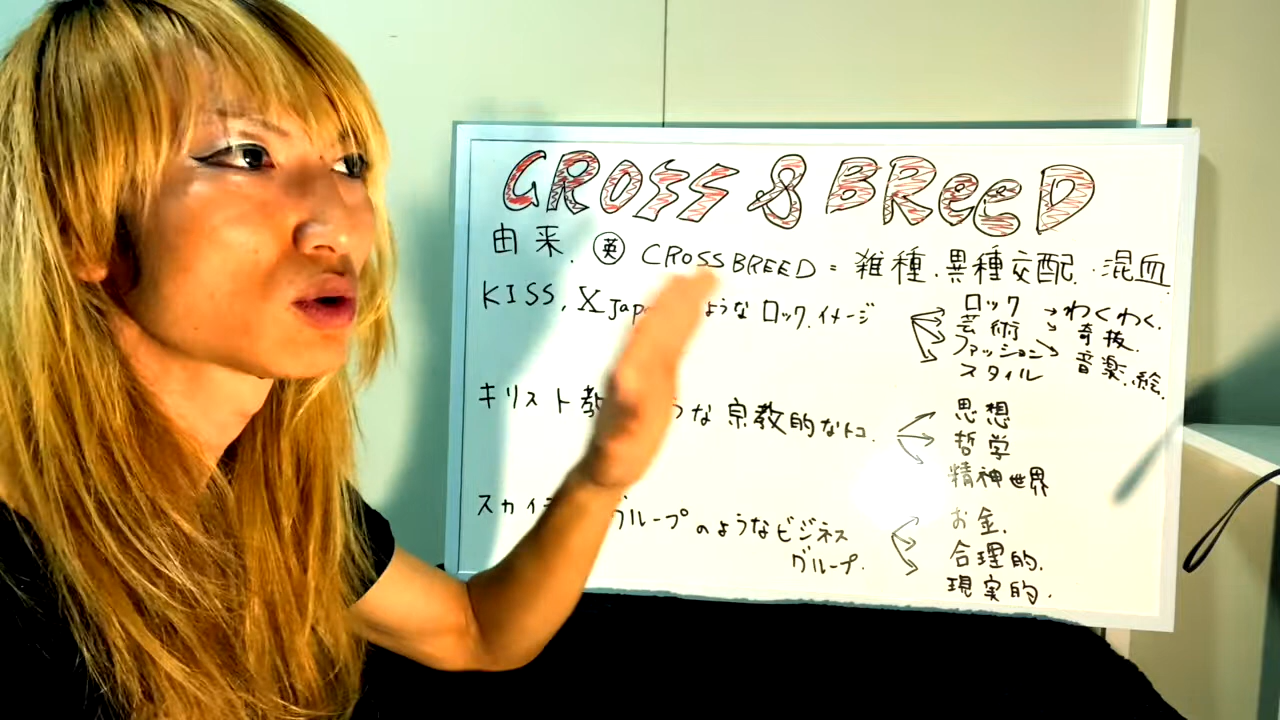 CROSS & BREED
由来. 英 CROSSBREED = 雑種、異種交配、混血
KISS, X Jap ようなロック、イメージ
ロック → わくわく.
芸術 → 奇抜.
ファッション → 音楽、絵.
スタイル
キリスト教 うな宗教的なトコ.
思想
哲学
精神世界
スカイ グループのようなビジネス
グループ.
お金.
合理的.
現実的.